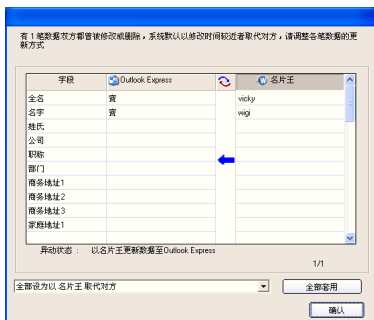 有 1 笔数据双方都曾被修改或删除，系统默认以修改时间较近者取代对方，请调整各笔数据的更新方式
字段 Outlook Express 名片王
全名 vicky
名字 wigi
姓氏
公司
职称
部门
商务地址1
商务地址2
商务地址3
家庭地址1
异动状态： 以名片王更新数据至Outlook Express
1/1
全部设为以 名片王 取代对方 全部套用
确认